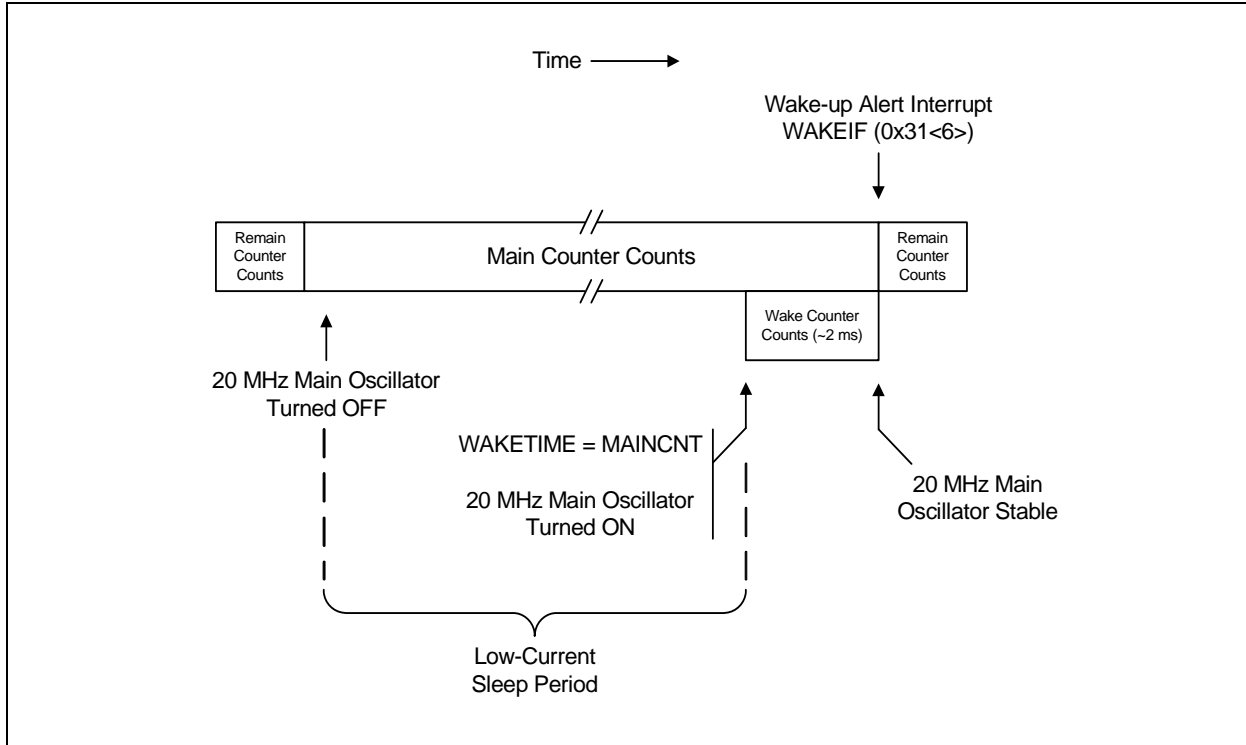 Time
Wake-up Alert Interrupt
WAKEIF (0x31<6>)
Remain
Counter
Counts
Main Counter Counts
Remain
Counter
Counts
Wake Counter
Counts (~2 ms)
20 MHz Main Oscillator
Turned OFF
WAKETIME = MAINCNT
20 MHz Main Oscillator
Turned ON
20 MHz Main
Oscillator Stable
Low-Current
Sleep Period